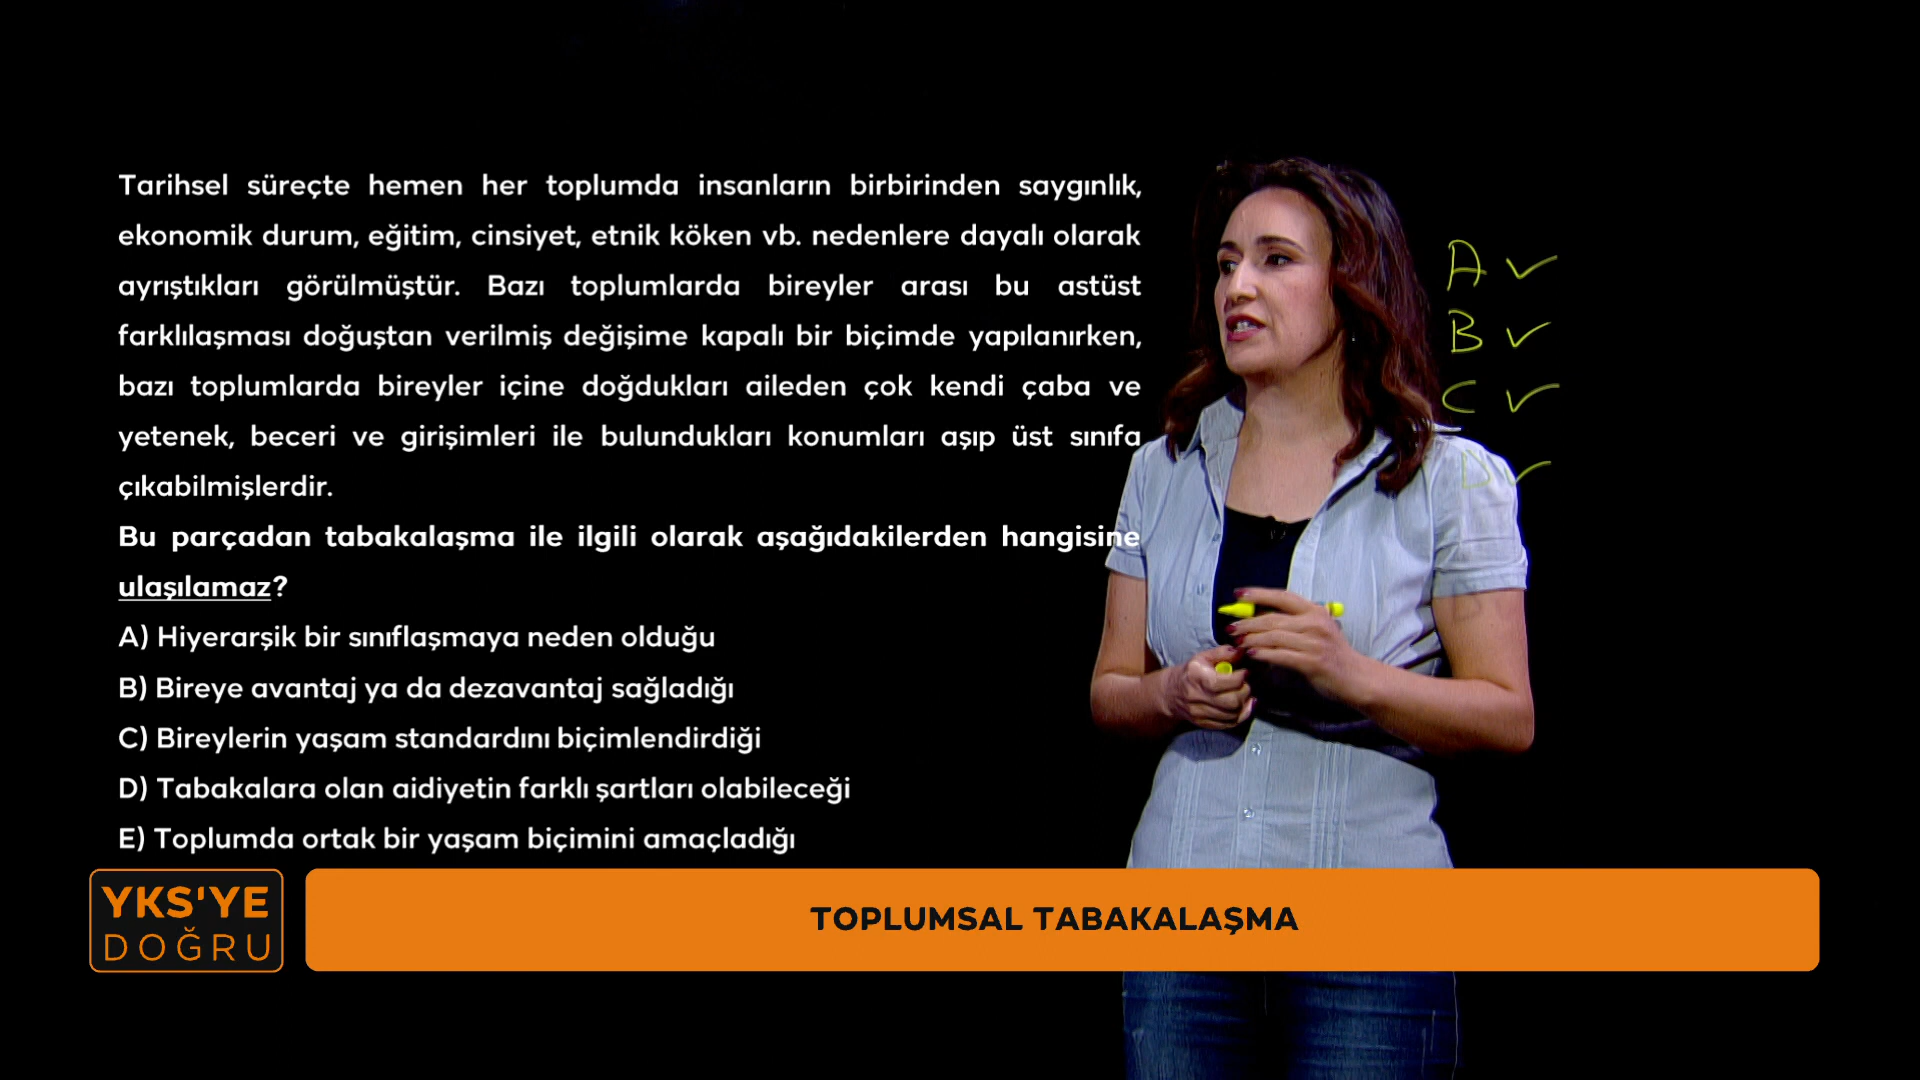 Tarihsel süreçte hemen her toplumda insanların birbirinden saygınlık,
ekonomik durum, eğitim, cinsiyet, etnik köken vb. nedenlere dayalı olarak
ayrıştıkları görülmüştür. Bazı toplumlarda bireyler arası bu astüst
farklılaşması doğuştan verilmiş değişime kapalı bir biçimde yapılanırken,
bazı toplumlarda bireyler içine doğdukları aileden çok kendi çaba ve
yetenek, beceri ve girişimleri ile bulundukları konumları aşıp üst sınıfa
çıkabilmişlerdir.
Bu parçadan tabakalaşma ile ilgili olarak aşağıdakilerden hangisine
ulaşılamaz?
A) Hiyerarşik bir sınıflaşmaya neden olduğu
B) Bireye avantaj ya da dezavantaj sağladığı
C) Bireylerin yaşam standardını biçimlendirdiği
D) Tabakalara olan aidiyetin farklı şartları olabileceği
E) Toplumda ortak bir yaşam biçimini amaçladığı
A ✓
B ✓
C ✓
D ✓
YKS'YE
DOĞRU
TOPLUMSAL TABAKALAŞMA